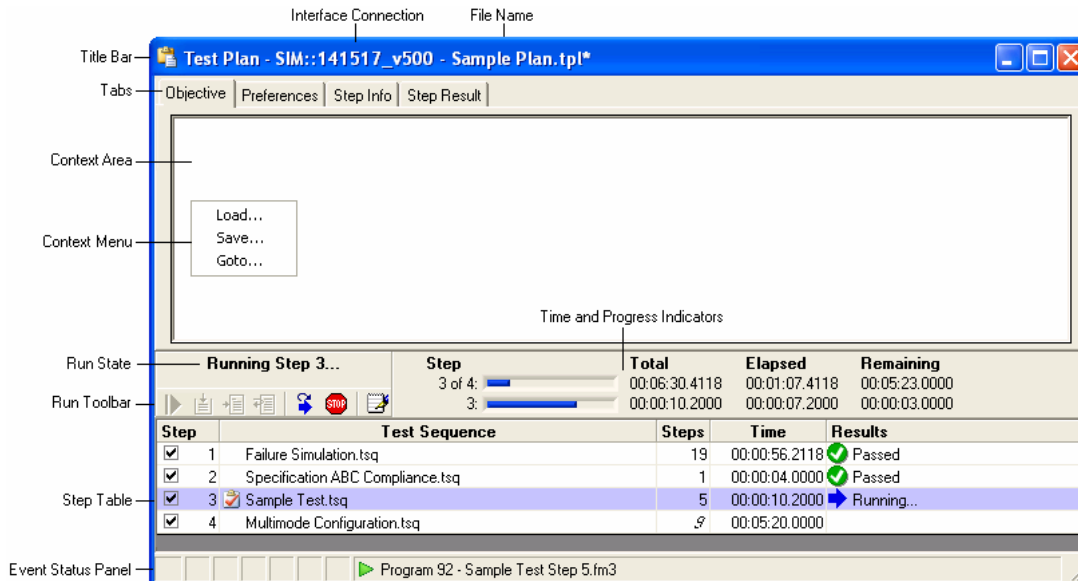 Interface Connection File Name
Title Bar
Test Plan - SIM::141517_v500 - Sample Plan.tpl*
Tabs
Objective Preferences Step Info Step Result
Context Area
Context Menu
Load...
Save...
Goto...
Time and Progress Indicators
Run State
Running Step 3... Step Total Elapsed Remaining
3 of 4: 00:06:30.4118 00:01:07.4118 00:05:23.0000
Run Toolbar
STOP
3: 00:00:10.2000 00:00:07.2000 00:00:03.0000
Step Test Sequence Steps Time Results
1 Failure Simulation.tsq 19 00:00:56.2118 Passed
2 Specification ABC Compliance.tsq 1 00:00:04.0000 Passed
Step Table
3 Sample Test.tsq 5 00:00:10.2000 Running...
4 Multimode Configuration.tsq 9 00:05:20.0000
Event Status Panel
Program 92 - Sample Test Step 5.fm3